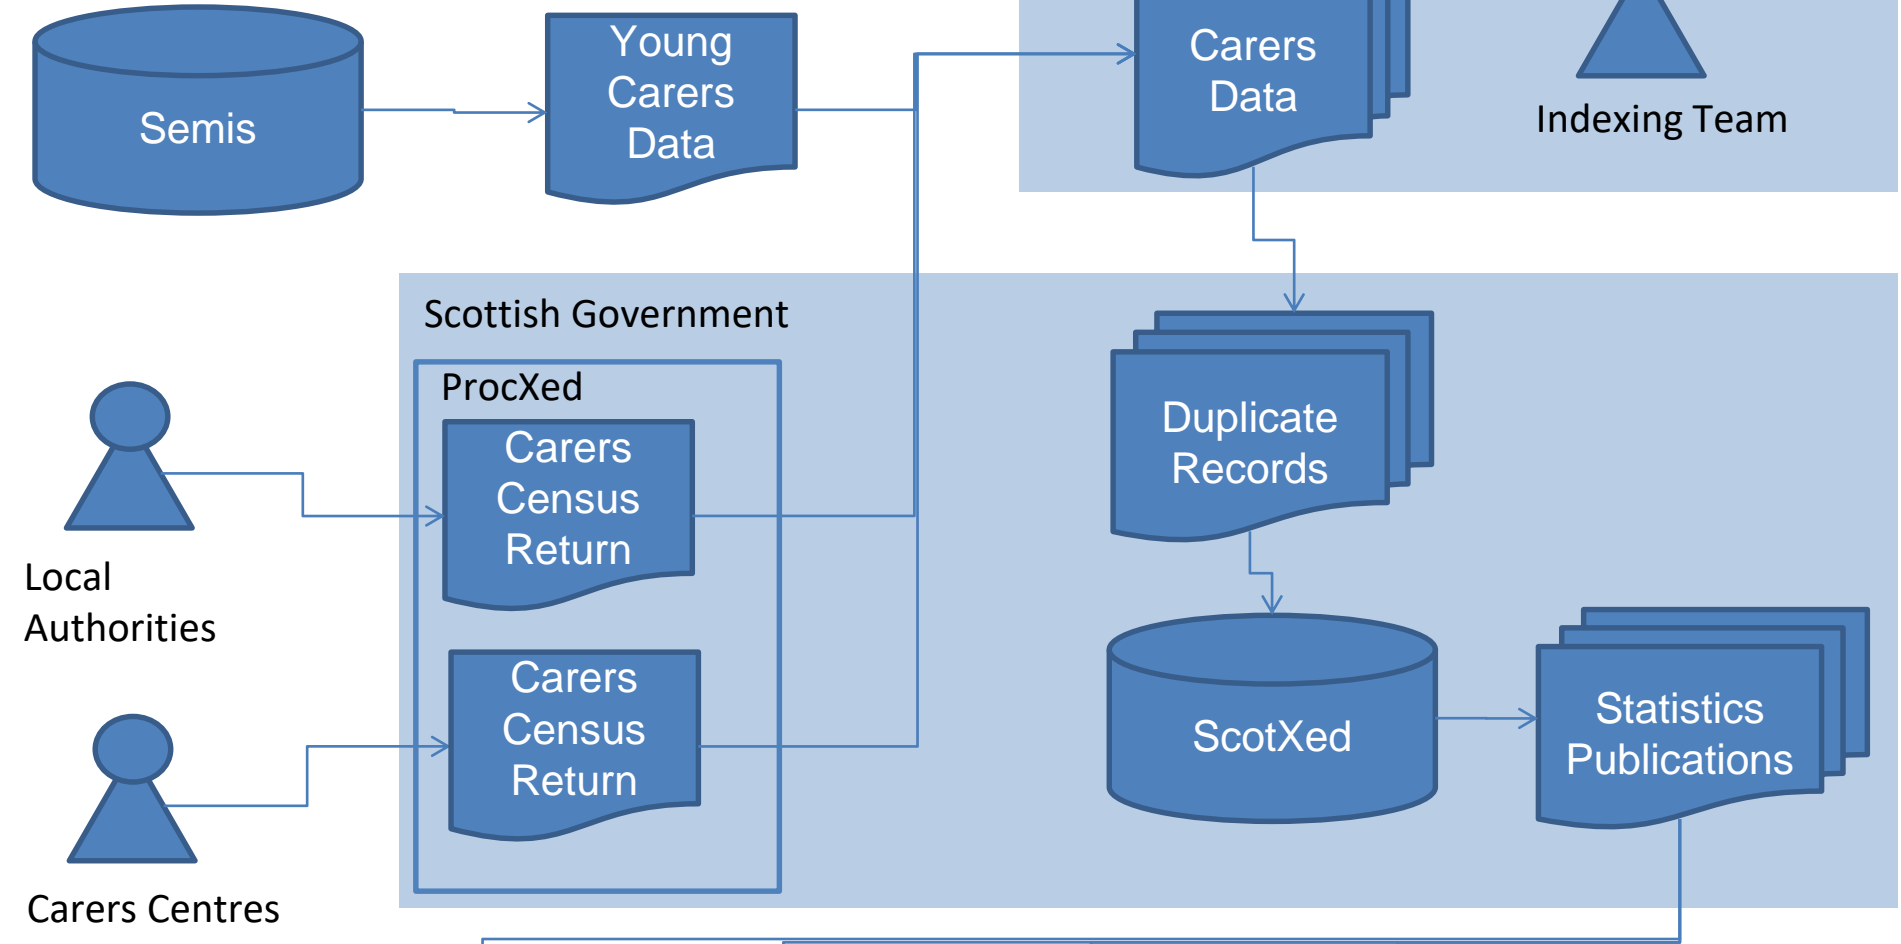 Semis
Young
Carers
Data
Carers
Data
Indexing Team
Scottish Government
ProcXed
Carers
Census
Return
Local
Authorities
Carers
Census
Return
Carers Centres
Duplicate
Records
ScotXed
Statistics
Publications